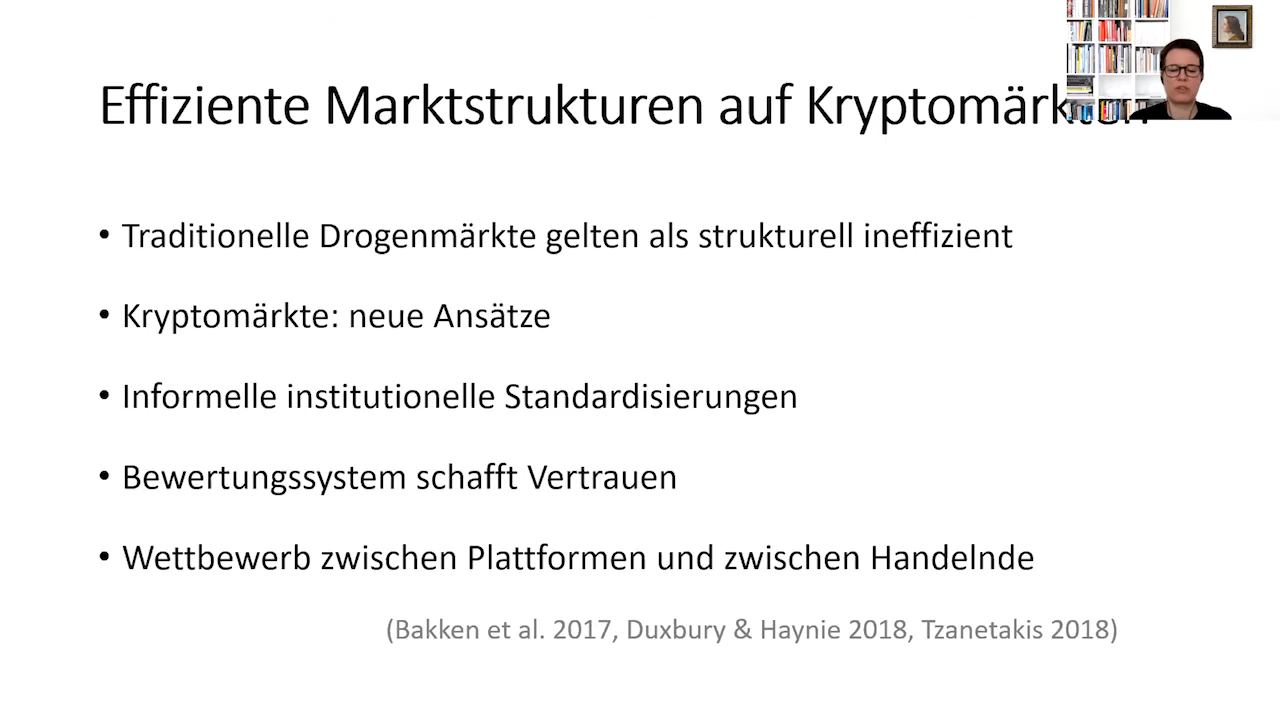 Effiziente Marktstrukturen auf Kryptomärkten
• Traditionelle Drogenmärkte gelten als strukturell ineffizient
• Kryptomärkte: neue Ansätze
• Informelle institutionelle Standardisierungen
• Bewertungssystem schafft Vertrauen
• Wettbewerb zwischen Plattformen und zwischen Handelnde
(Bakken et al. 2017, Duxbury & Haynie 2018, Tzanetakis 2018)